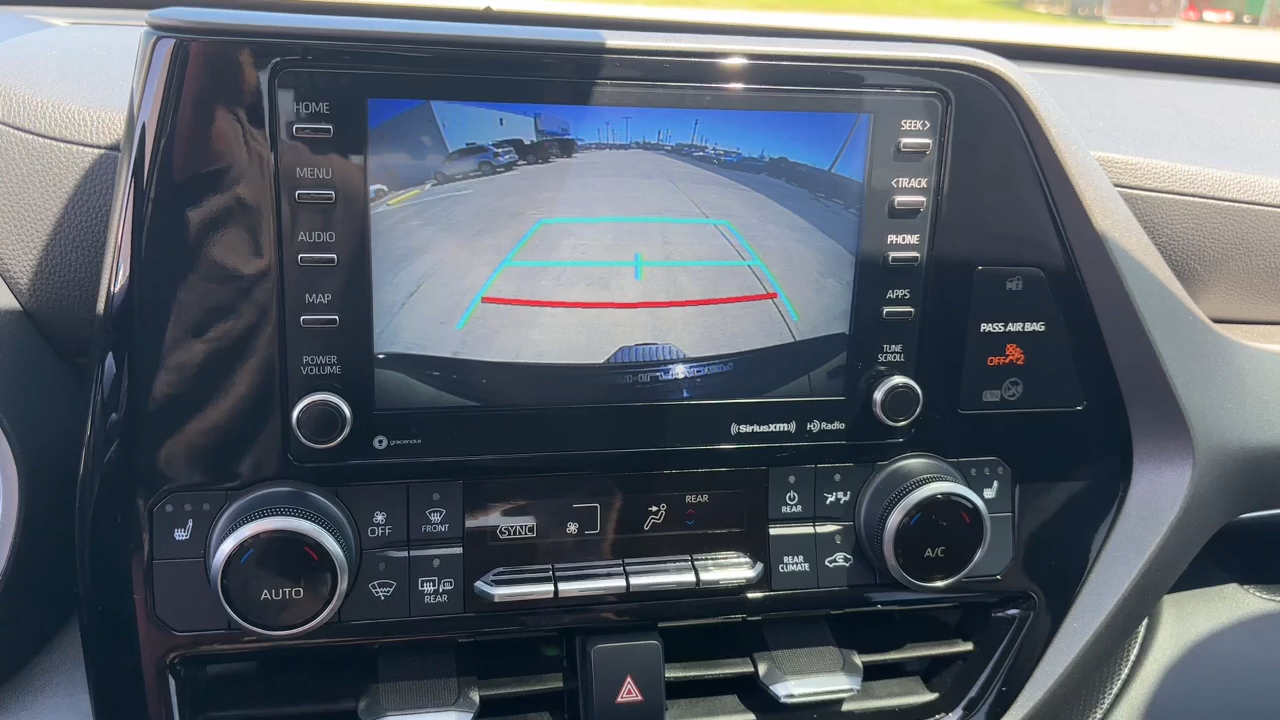 HOME
MENU
AUDIO
MAP
POWER
VOLUME
SEEK>
<TRACK
PHONE
APPS
TUNE
SCROLL
gracenote
((SiriusXM))
HD Radio
PASS AIR BAG
OFF 2
OFF
FRONT
REAR
AUTO
SYNC
REAR
REAR
REAR
CLIMATE
A/C